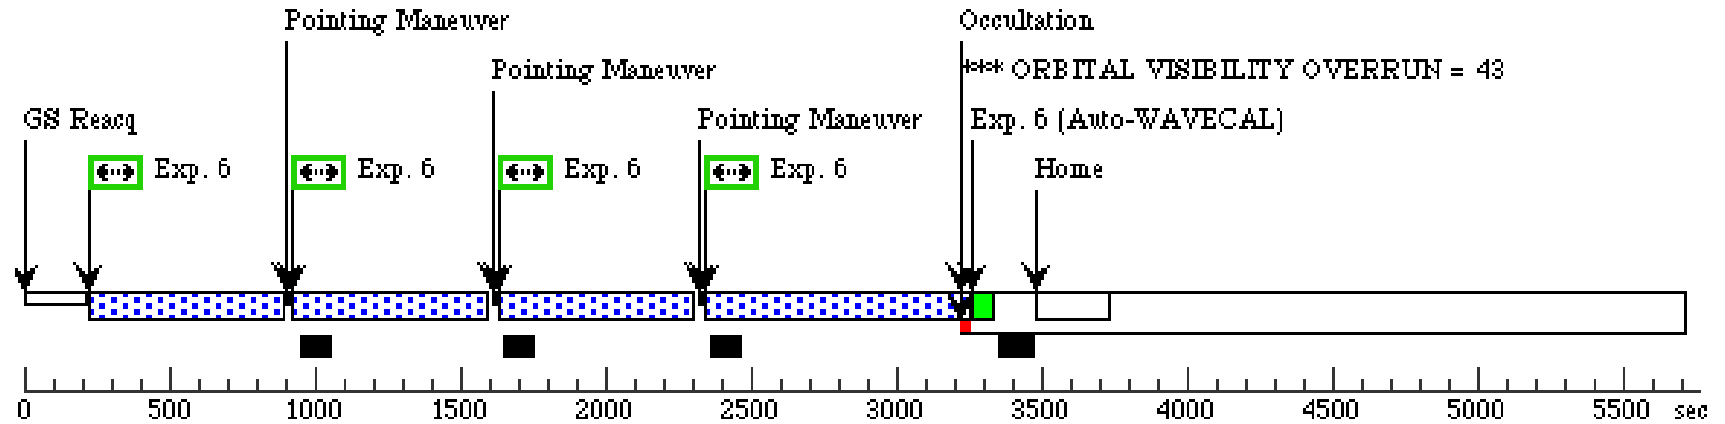 Pointing Maneuver Occultation
Pointing Maneuver *** ORBITAL VISIBILITY OVERRUN = 43
GS Reacq Pointing Maneuver Exp. 6 (Auto-WAVECAL)
Exp. 6 Exp. 6 Exp. 6 Exp. 6 Home
0 500 1000 1500 2000 2500 3000 3500 4000 4500 5000 5500 sec